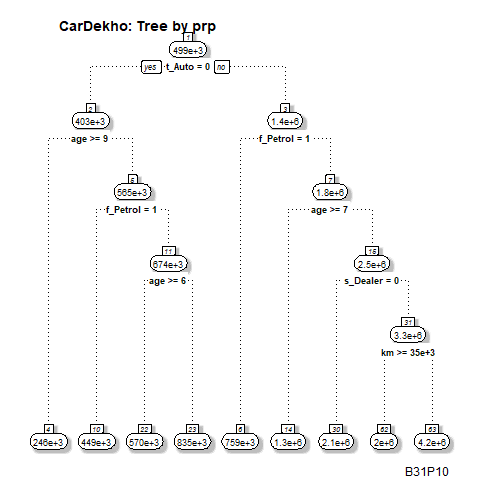 CarDekho: Tree by prp
1
499e+3
yes t_Auto = 0 no
2 3
403e+3 1.4e+6
age >= 9 f_Petrol = 1
5 7
565e+3 1.8e+6
f_Petrol = 1 age >= 7
11 15
674e+3 2.5e+6
age >= 6 s_Dealer = 0
31
3.3e+6
km >= 35e+3
4 10 22 23 6 14 30 62 63
246e+3 449e+3 570e+3 835e+3 759e+3 1.3e+6 2.1e+6 2e+6 4.2e+6
B31P10